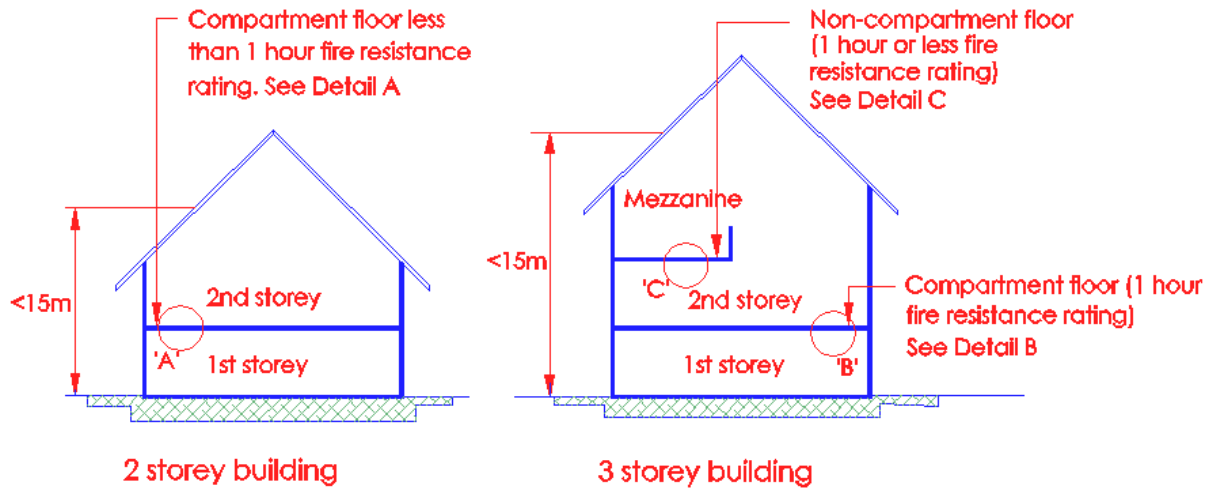 Compartment floor less
than 1 hour fire resistance
rating. See Detail A
<15m
2nd storey
'A'
1st storey
2 storey building
Non-compartment floor
(1 hour or less fire
resistance rating)
See Detail C
Mezzanine
<15m
'C'
2nd storey
Compartment floor (1 hour
fire resistance rating)
See Detail B
1st storey
'B'
3 storey building